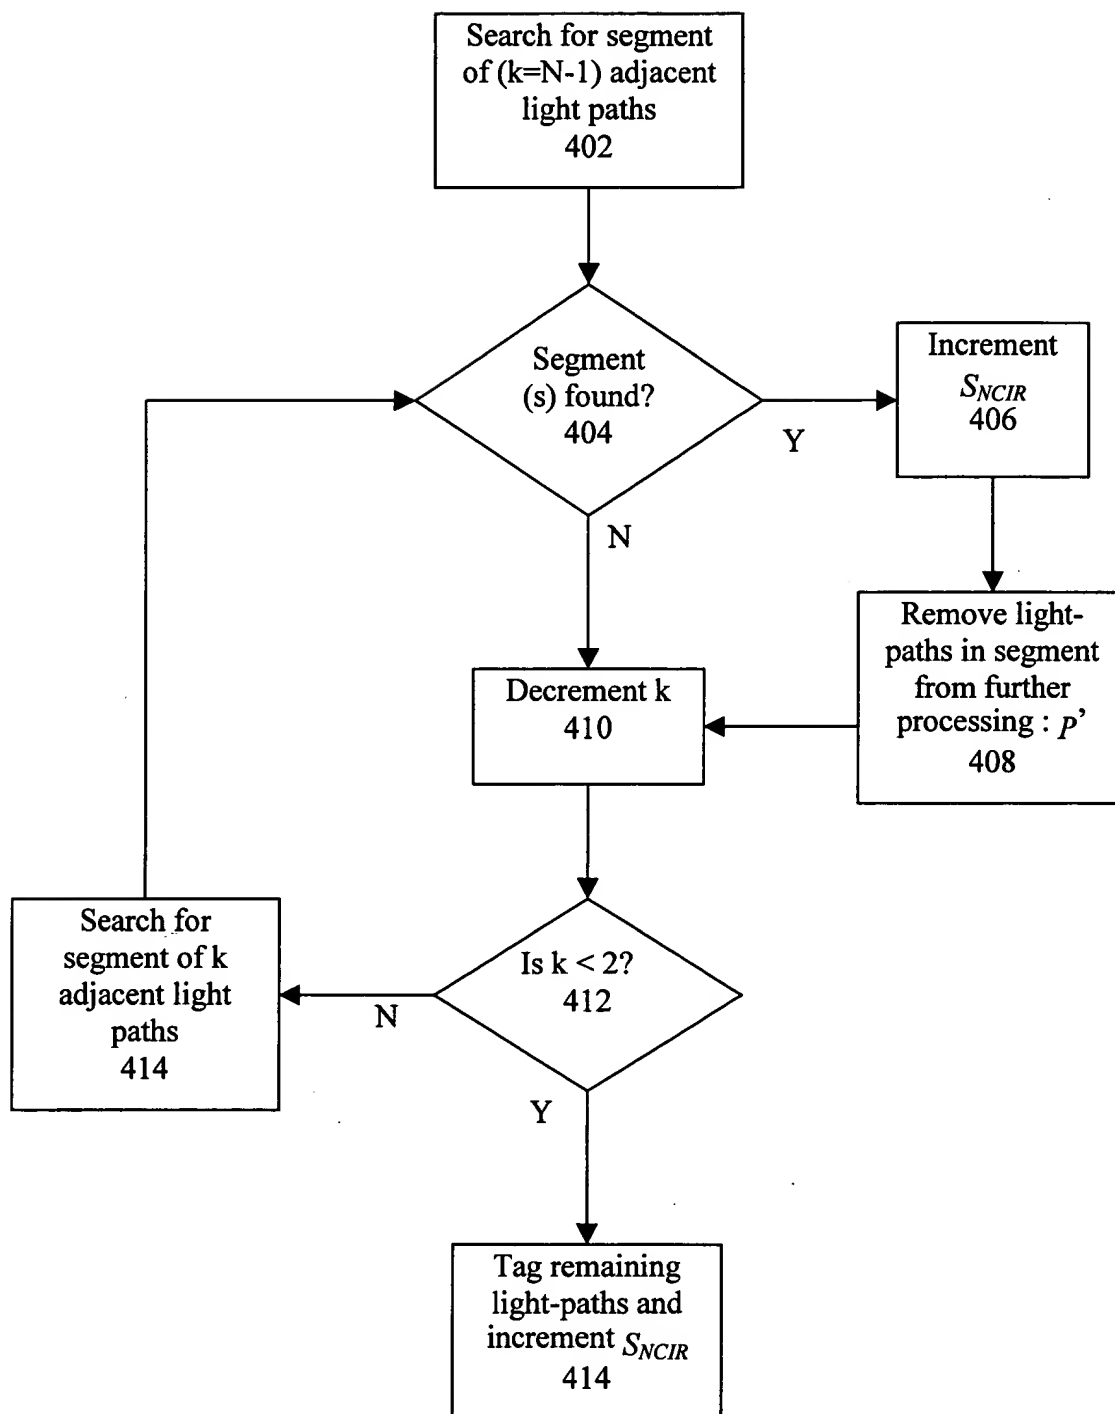 Search for segment
of (k=N-1) adjacent
light paths
402
Segment
(s) found?
404
Y
Increment
S_NCIR
406
N
Remove light-
paths in segment
from further
processing : P’
408
Decrement k
410
Is k < 2?
412
N
Search for
segment of k
adjacent light
paths
414
Y
Tag remaining
light-paths and
increment S_NCIR
414